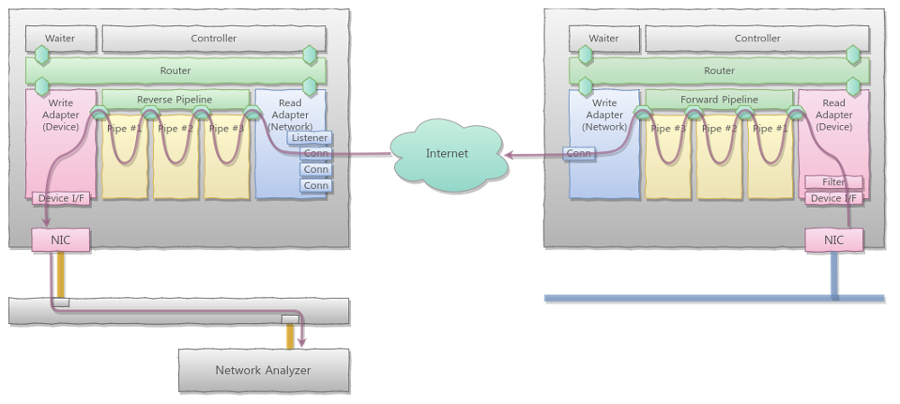 Waiter
Controller
Router
Write
Adapter
(Device)
Reverse Pipeline
Pipe #1
Pipe #2
Pipe #3
Read
Adapter
(Network)
Listener
Conn
Conn
Conn
Device I/F
NIC
Network Analyzer
Internet
Waiter
Controller
Router
Write
Adapter
(Network)
Conn
Forward Pipeline
Pipe #3
Pipe #2
Pipe #1
Read
Adapter
(Device)
Filter
Device I/F
NIC